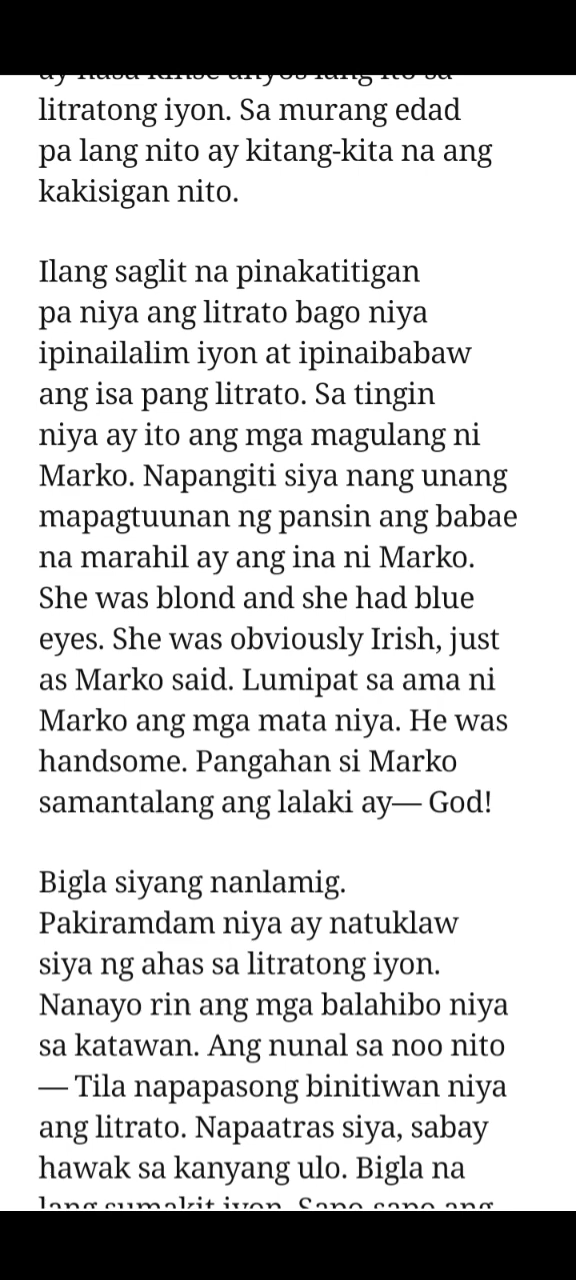 litratong iyon. Sa murang edad
pa lang nito ay kitang-kita na ang
kakisigan nito.
Ilang saglit na pinakatitigan
pa niya ang litrato bago niya
ipinailalim iyon at ipinaibabaw
ang isa pang litrato. Sa tingin
niya ay ito ang mga magulang ni
Marko. Napangiti siya nang unang
mapagtuunan ng pansin ang babae
na marahil ay ang ina ni Marko.
She was blond and she had blue
eyes. She was obviously Irish, just
as Marko said. Lumipat sa ama ni
Marko ang mga mata niya. He was
handsome. Pangahan si Marko
samantalang ang lalaki ay— God!
Bigla siyang nanlamig.
Pakiramdam niya ay natuklaw
siya ng ahas sa litratong iyon.
Nanayo rin ang mga balahibo niya
sa katawan. Ang nunal sa noo nito
— Tila napapasong binitiwan niya
ang litrato. Napaatras siya, sabay
hawak sa kanyang ulo. Bigla na
lang sumakit iyon.